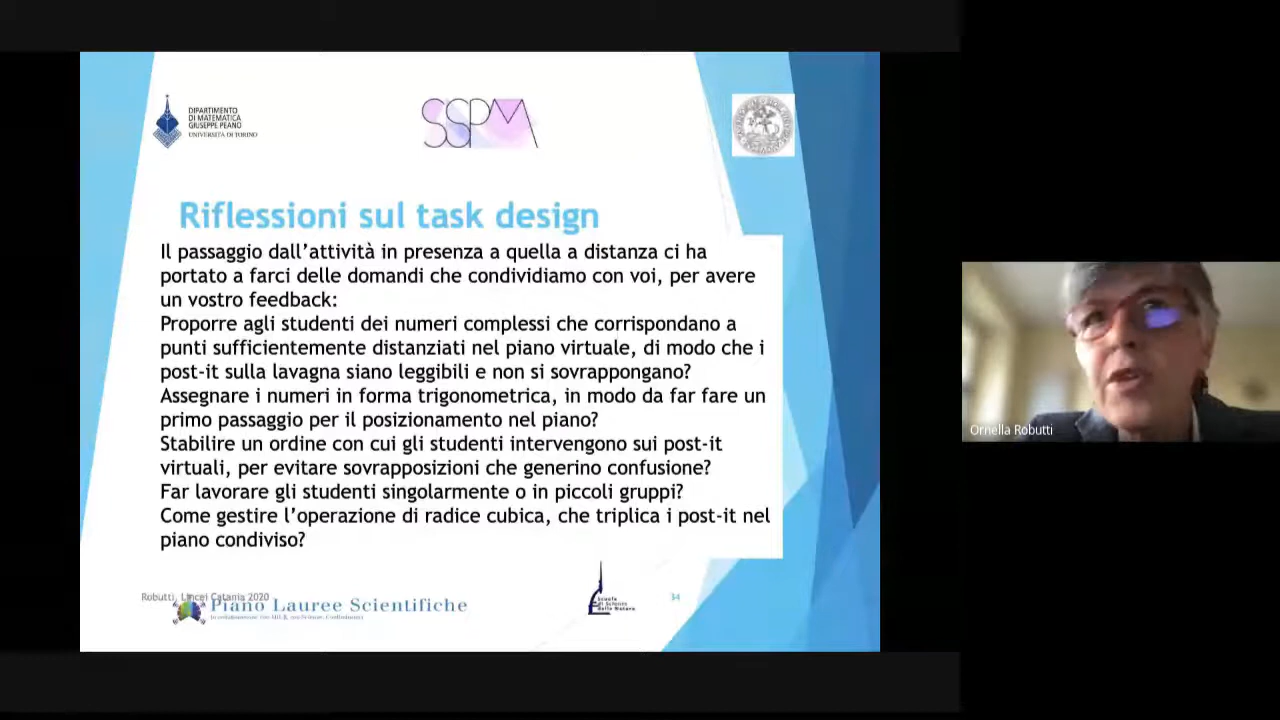 DIPARTIMENTO
DI MATEMATICA
GIUSEPPE PEANO
UNIVERSITÀ DI TORINO
SSPM
Riflessioni sul task design
Il passaggio dall'attività in presenza a quella a distanza ci ha
portato a farci delle domandi che condividiamo con voi, per avere
un vostro feedback:
Proporre agli studenti dei numeri complessi che corrispondano a
punti sufficientemente distanziati nel piano virtuale, di modo che i
post-it sulla lavagna siano leggibili e non si sovrappongano?
Assegnare i numeri in forma trigonometrica, in modo da far fare un
primo passaggio per il posizionamento nel piano?
Stabilire un ordine con cui gli studenti intervengono sui post-it
virtuali, per evitare sovrapposizioni che generino confusione?
Far lavorare gli studenti singolarmente o in piccoli gruppi?
Come gestire l'operazione di radice cubica, che triplica i post-it nel
piano condiviso?
Ornella Robutti
Robutti, Lincei Catania 2020
Piano Lauree Scientifiche
Scuola
di Scienze
della Natura
34